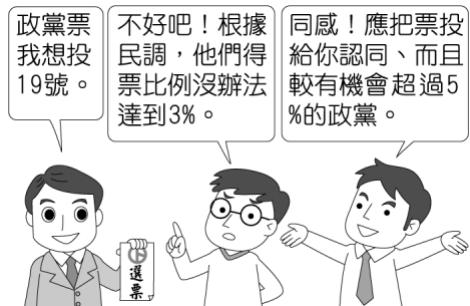 政黨票
我想投
19號。
不好吧！根據
民調，他們得
票比例沒辦法
達到3%。
同感！應把票投
給你認同、而且
較有機會超過5
%的政黨。
選票